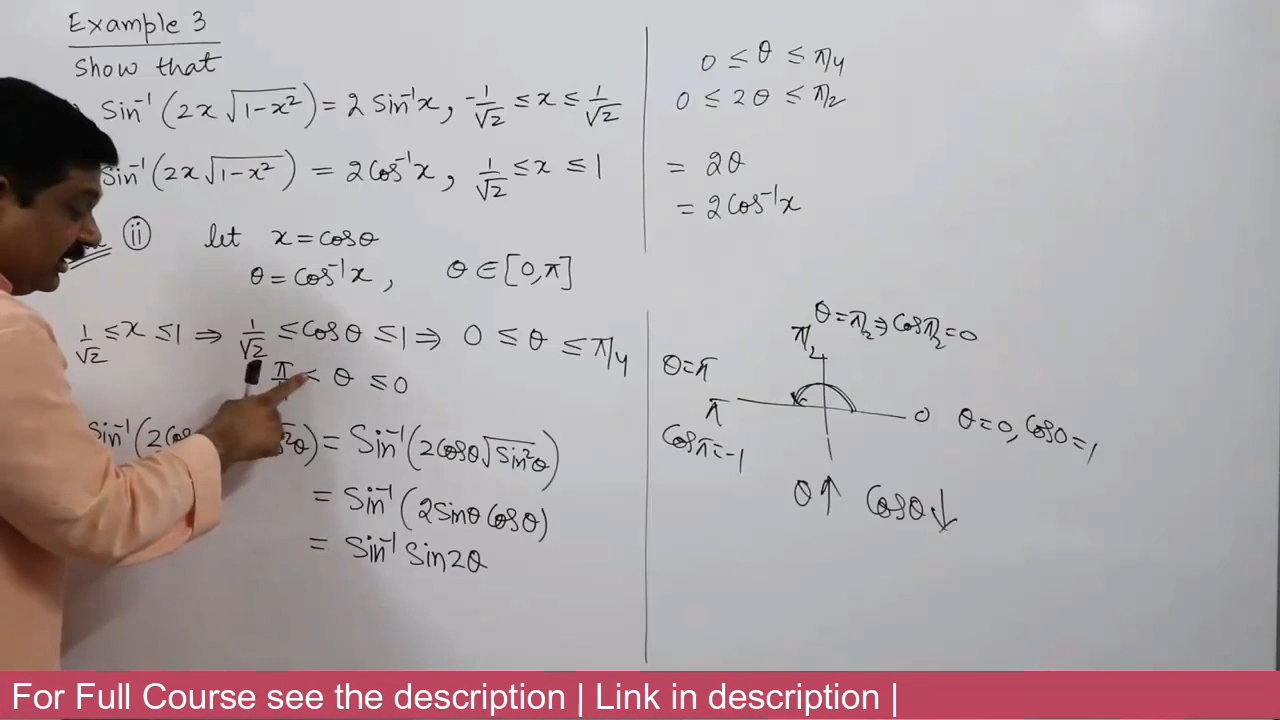 Example 3
Show that
Sin⁻¹(2x√(1-x²)) = 2 Sin⁻¹x, -1/√2 ≤ x ≤ 1/√2
Sin⁻¹(2x√(1-x²)) = 2Cos⁻¹x, 1/√2 ≤ x ≤ 1
(ii) let x = cosθ
θ = Cos⁻¹x, θ ∈ [0,π]
1/√2 ≤ x ≤ 1 ⇒ 1/√2 ≤ Cosθ ≤ 1 ⇒ 0 ≤ θ ≤ π/4
≤ θ ≤ 0
Sin⁻¹(2Cos θ) = Sin⁻¹(2Cosθ√Sin²θ)
= Sin⁻¹(2Sinθ Cosθ)
= Sin⁻¹ Sin2θ
0 ≤ θ ≤ π/4
0 ≤ 2θ ≤ π/2
= 2θ
= 2Cos⁻¹x
θ = π/2 ⇒ Cosπ/2 = 0
π/2
θ = π
π
0 θ = 0, Cos0 = 1
Cosπ = -1
θ↑ Cosθ↓
For Full Course see the description | Link in description |